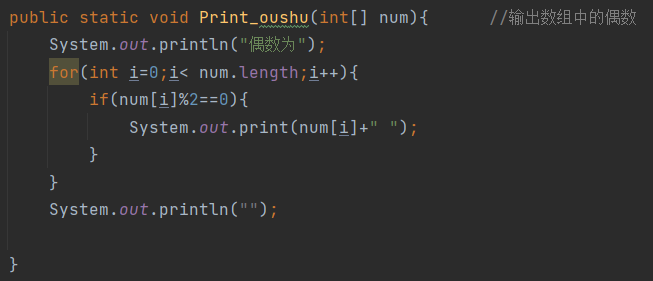 public static void Print_oushu(int[] num){      //输出数组中的偶数
    System.out.println("偶数为");
    for(int i=0;i< num.length;i++){
        if(num[i]%2==0){
            System.out.print(num[i]+" ");
        }
    }
    System.out.println("");
}